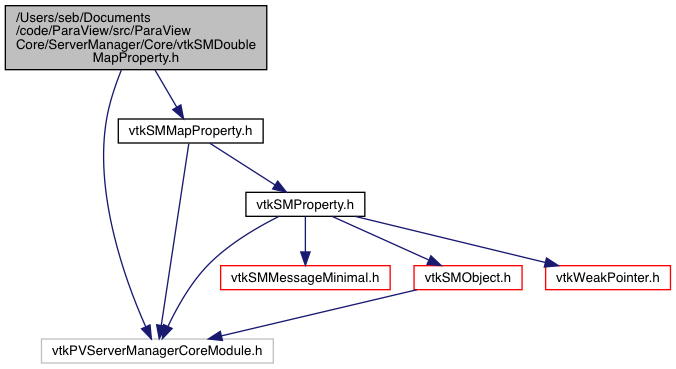 /Users/seb/Documents
/code/ParaView/src/ParaView
Core/ServerManager/Core/vtkSMDouble
MapProperty.h
vtkSMMapProperty.h
vtkSMProperty.h
vtkSMMessageMinimal.h
vtkSMObject.h
vtkWeakPointer.h
vtkPVServerManagerCoreModule.h